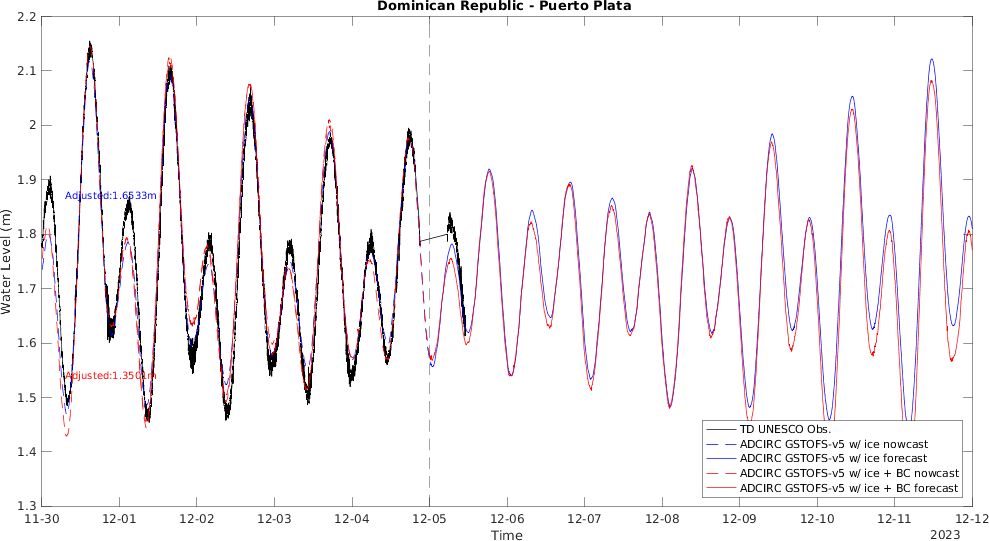 Dominican Republic - Puerto Plata
2.2
2.1
2
1.9
1.8
1.7
1.6
1.5
1.4
1.3
Water Level (m)
Adjusted:1.6533m
TD UNESCO Obs.
ADCIRC GSTOFS-v5 w/ ice nowcast
ADCIRC GSTOFS-v5 w/ ice forecast
ADCIRC GSTOFS-v5 w/ ice + BC nowcast
ADCIRC GSTOFS-v5 w/ ice + BC forecast
11-30 12-01 12-02 12-03 12-04 12-05 12-06 12-07 12-08 12-09 12-10 12-11 12-12
Time
2023